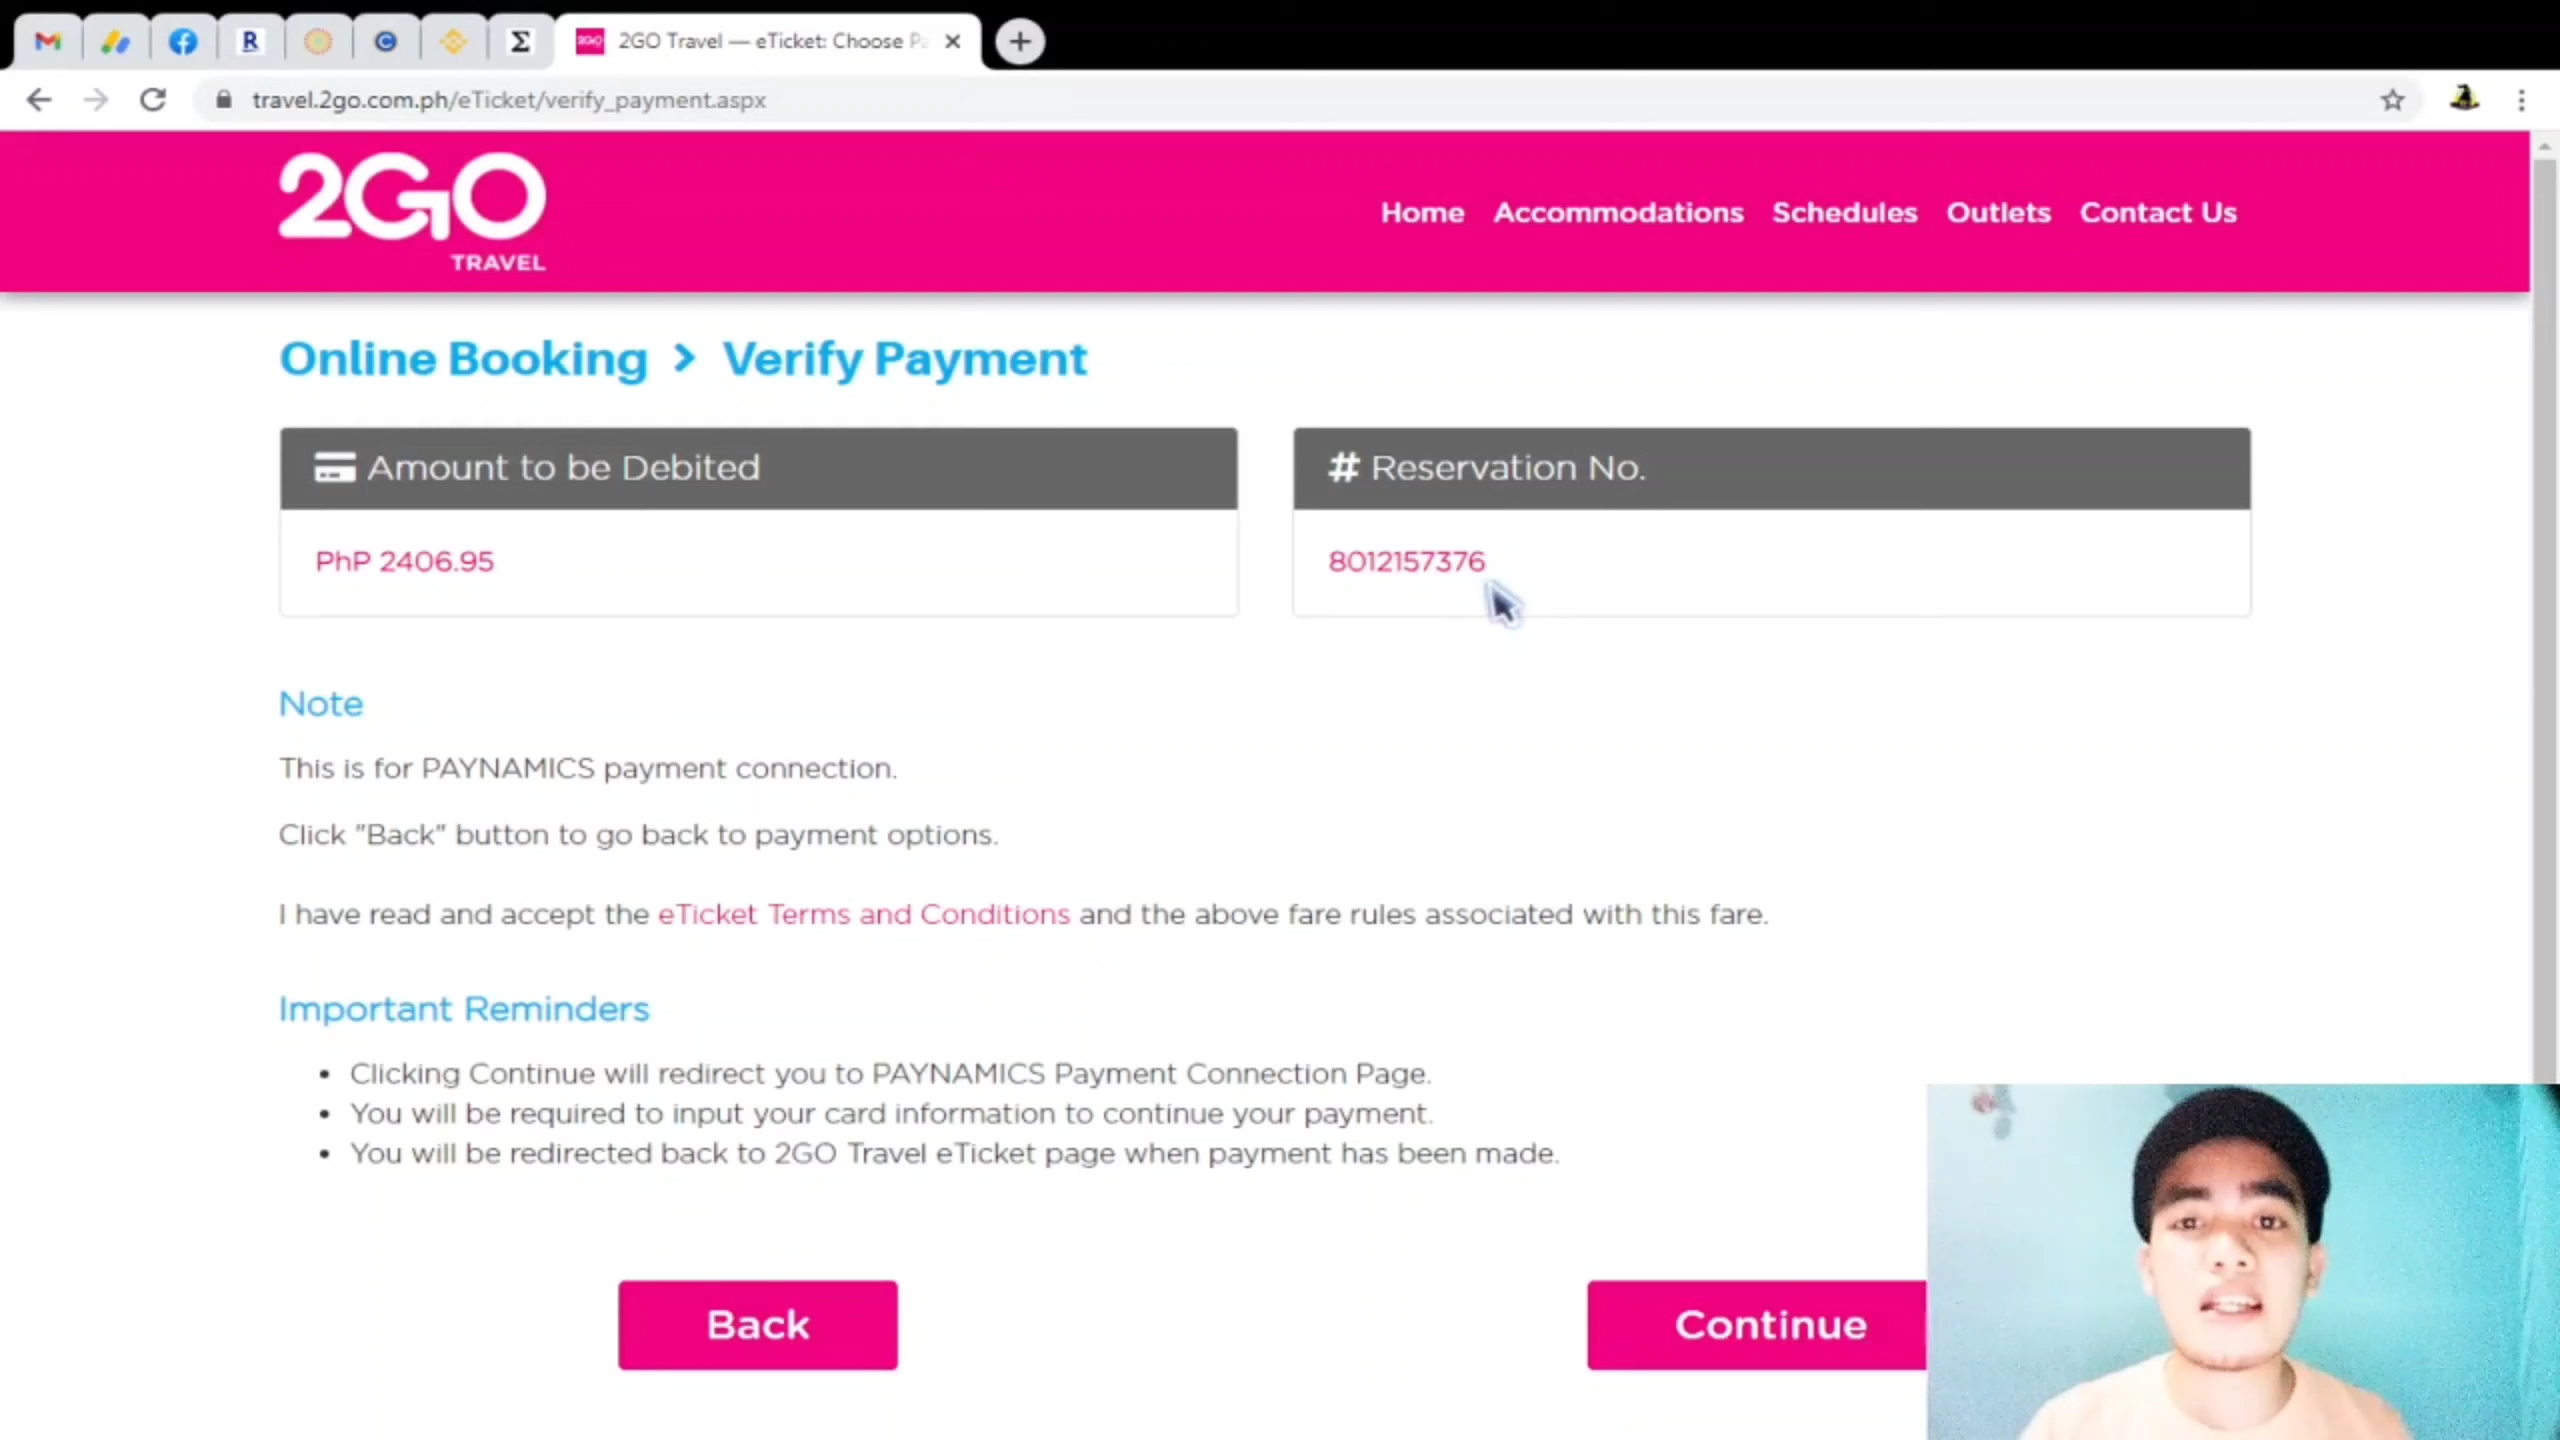 2GO Travel — eTicket: Choose Pa
travel.2go.com.ph/eTicket/verify_payment.aspx
2GO
TRAVEL
Home Accommodations Schedules Outlets Contact Us
Online Booking > Verify Payment
Amount to be Debited
PhP 2406.95
# Reservation No.
8012157376
Note
This is for PAYNAMICS payment connection.
Click "Back" button to go back to payment options.
I have read and accept the eTicket Terms and Conditions and the above fare rules associated with this fare.
Important Reminders
• Clicking Continue will redirect you to PAYNAMICS Payment Connection Page.
• You will be required to input your card information to continue your payment.
• You will be redirected back to 2GO Travel eTicket page when payment has been made.
Back
Continue